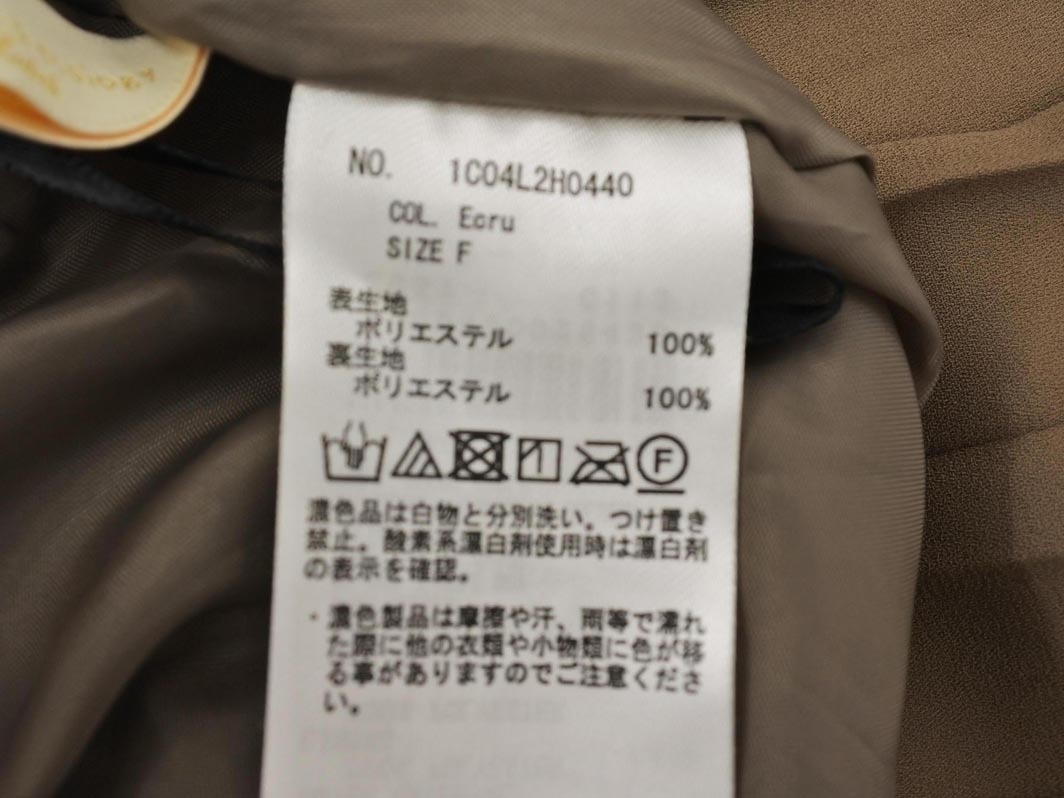 NO. 1C04L2H0440
COL. Ecru
SIZE F
表生地
ポリエステル 100%
裏生地
ポリエステル 100%
F
濃色品は白物と分別洗い。つけ置き
禁止。酸素系漂白剤使用時は漂白剤
の表示を確認。
・濃色製品は摩擦や汗、雨等で濡れ
た際に他の衣類や小物類に色が移
る事がありますのでご注意くださ
い。